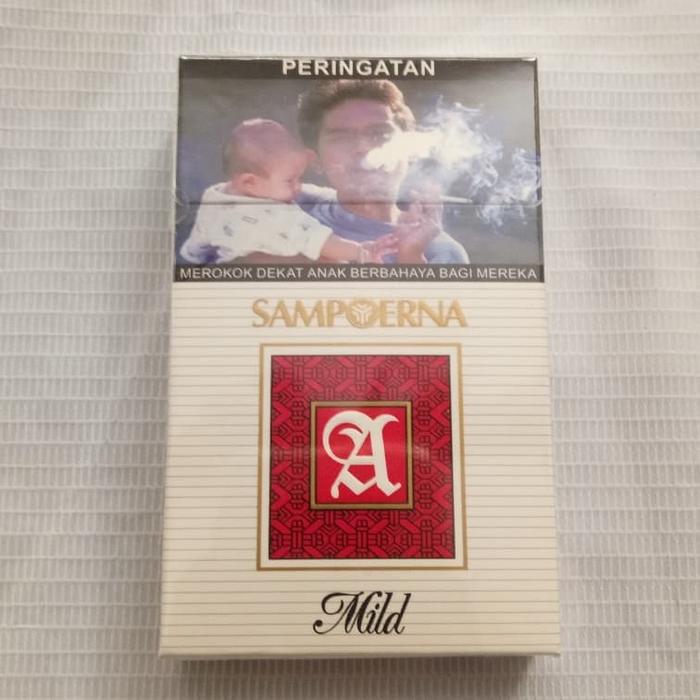 PERINGATAN
MEROKOK DEKAT ANAK BERBAHAYA BAGI MEREKA
SAMPOERNA
A
Mild